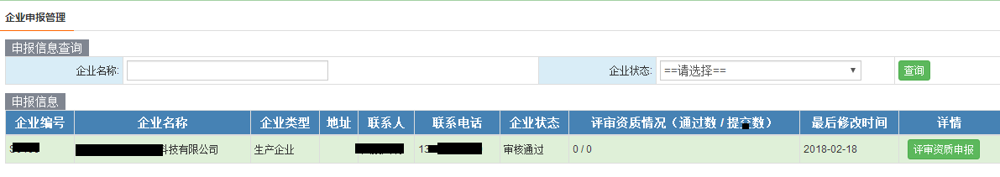 企业申报管理
申报信息查询
企业名称: 企业状态: ==请选择== 查询
申报信息
企业编号 企业名称 企业类型 地址 联系人 联系电话 企业状态 评审资质情况（通过数 / 提交数） 最后修改时间 详情
科技有限公司 生产企业 13 审核通过 0 / 0 2018-02-18 评审资质申报